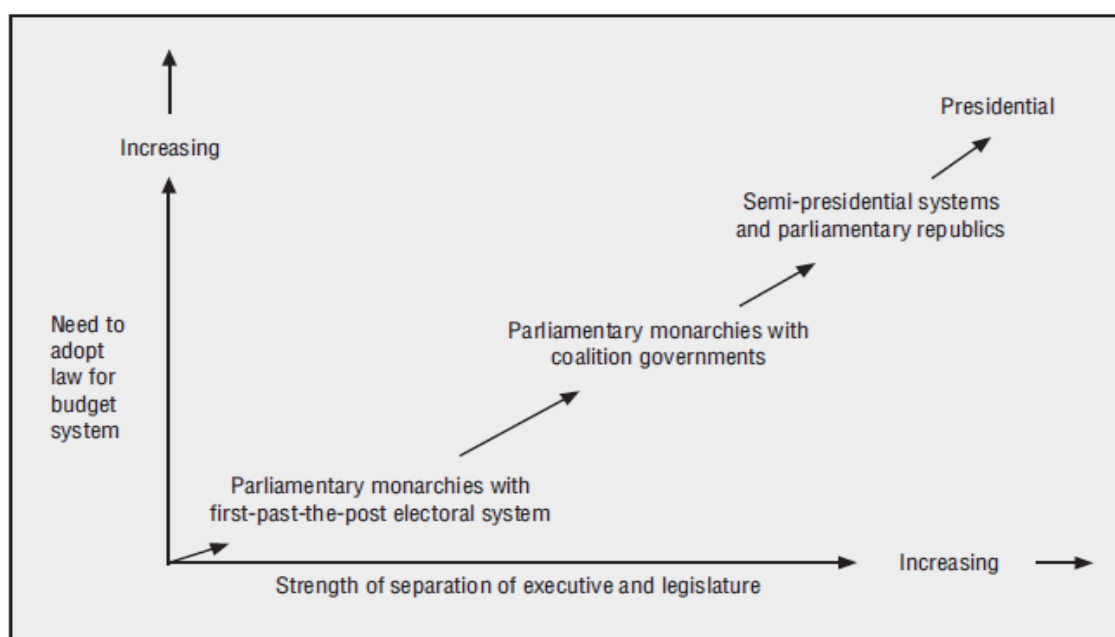 Presidential
Increasing
Semi-presidential systems
and parliamentary republics
Need to
adopt
law for
budget
system
Parliamentary monarchies with
coalition governments
Parliamentary monarchies with
first-past-the-post electoral system
Increasing
Strength of separation of executive and legislature